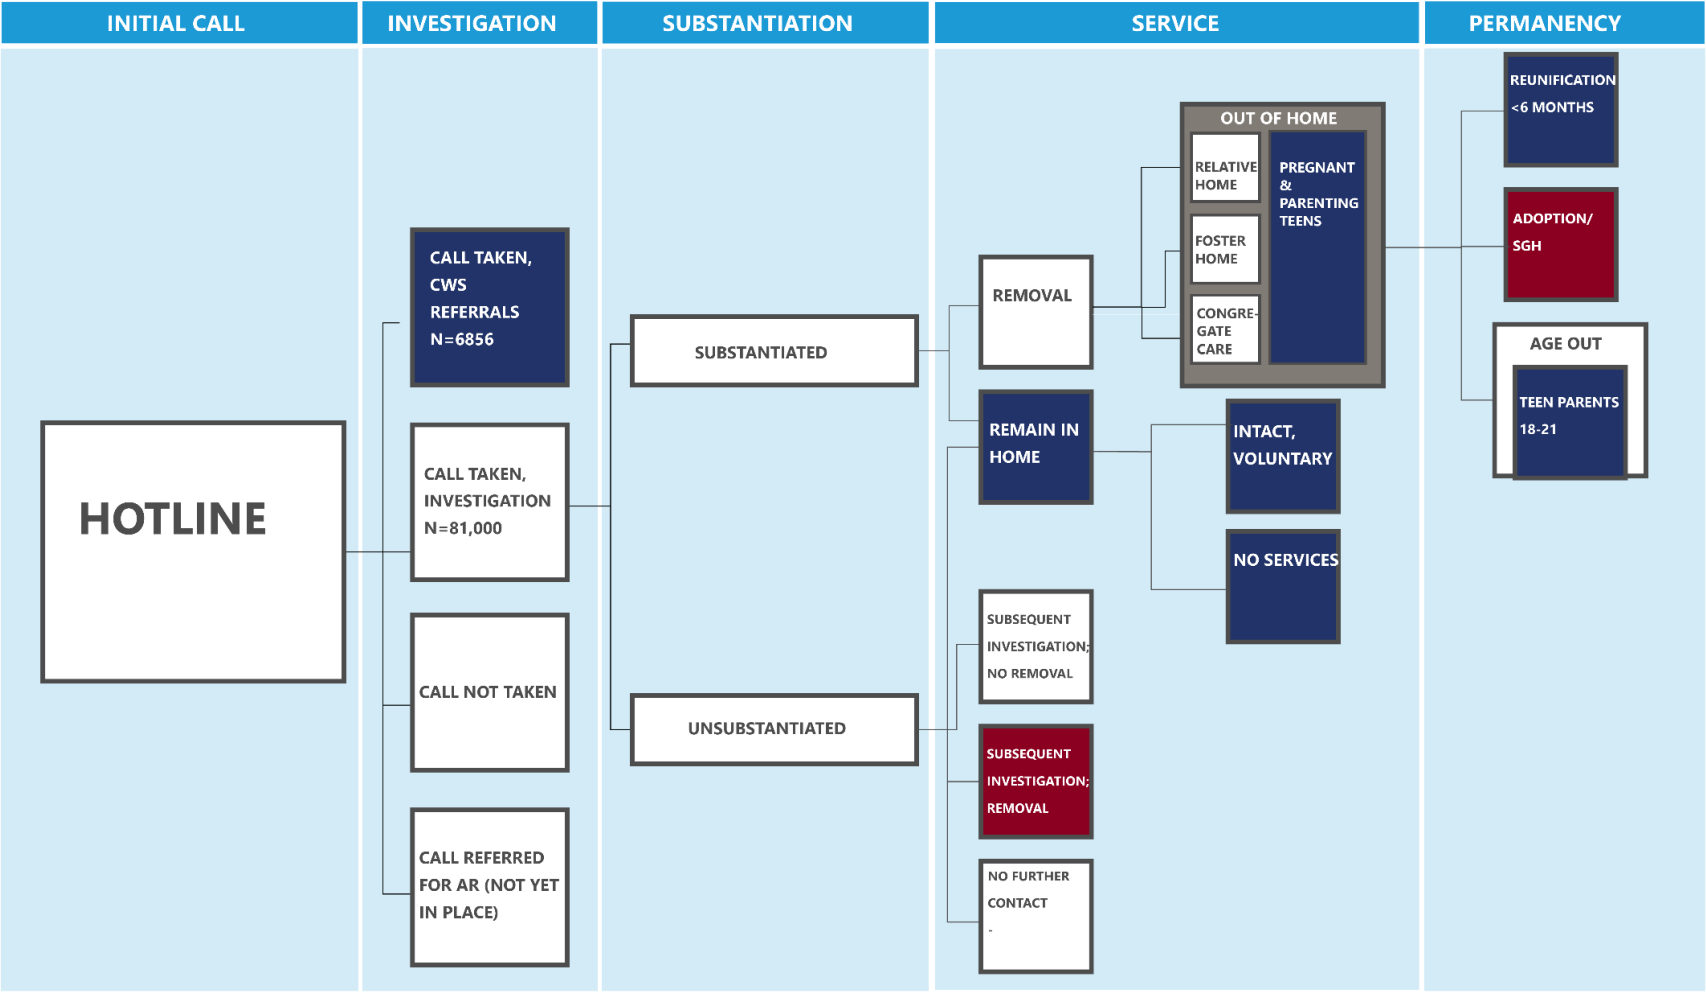 INITIAL CALL
INVESTIGATION
SUBSTANTIATION
SERVICE
PERMANENCY
HOTLINE
CALL TAKEN,
CWS
REFERRALS
N=6856
CALL TAKEN,
INVESTIGATION
N=81,000
CALL NOT TAKEN
CALL REFERRED
FOR AR (NOT YET
IN PLACE)
SUBSTANTIATED
UNSUBSTANTIATED
REMOVAL
REMAIN IN
HOME
SUBSEQUENT
INVESTIGATION;
NO REMOVAL
SUBSEQUENT
INVESTIGATION;
REMOVAL
NO FURTHER
CONTACT
-
OUT OF HOME
RELATIVE
HOME
FOSTER
HOME
CONGRE-
GATE
CARE
PREGNANT
&
PARENTING
TEENS
INTACT,
VOLUNTARY
NO SERVICES
REUNIFICATION
<6 MONTHS
ADOPTION/
SGH
AGE OUT
TEEN PARENTS
18-21